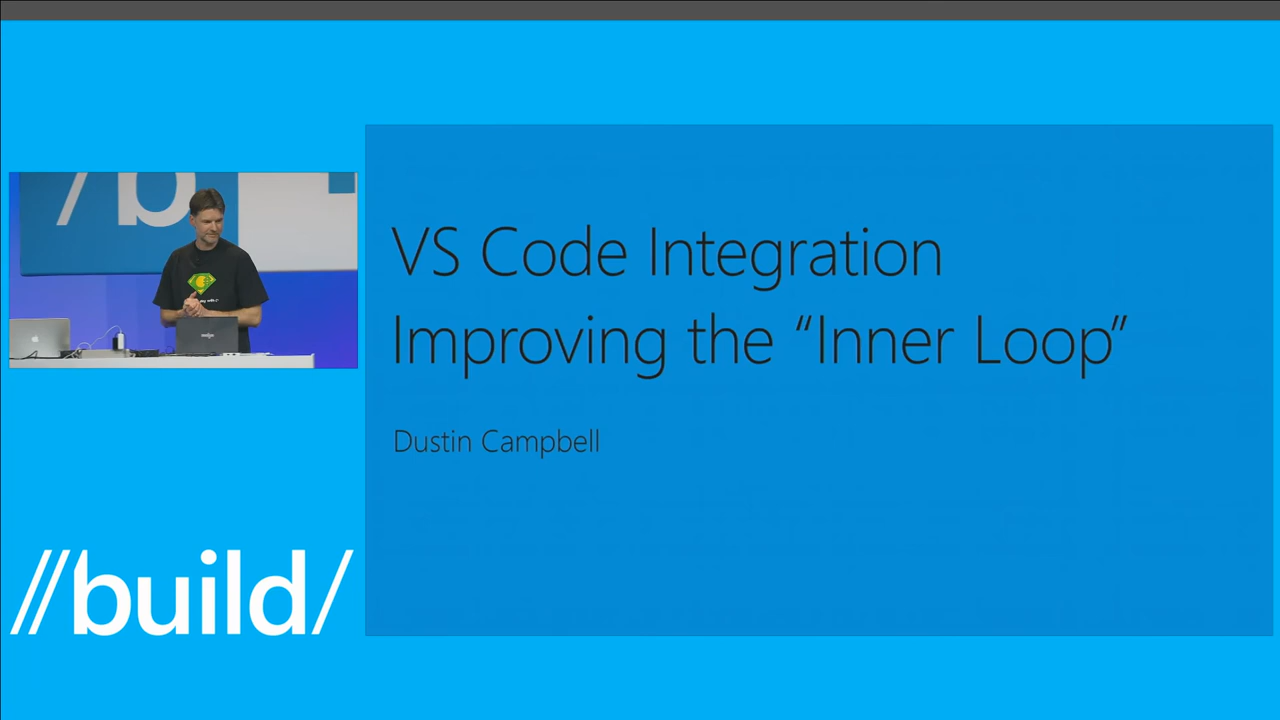 /b
VS Code Integration
Improving the “Inner Loop”
Dustin Campbell
//build/